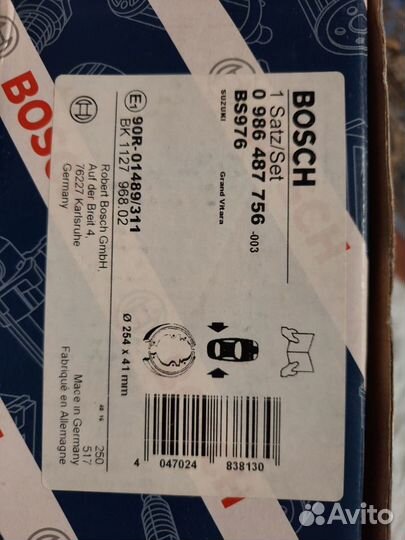 BOSCH
BOSCH
1 Satz/Set
0 986 487 756 -003
BS976
SUZUKI
Grand Vitara
E1 90R-01489/311
BK 1127 968.02
Robert Bosch GmbH,
Auf der Breit 4,
76227 Karlsruhe
Germany
Ø 254 x 41 mm
250
517
Made in Germany
Fabriqué en Allemagne
4 047024 838130
Avito